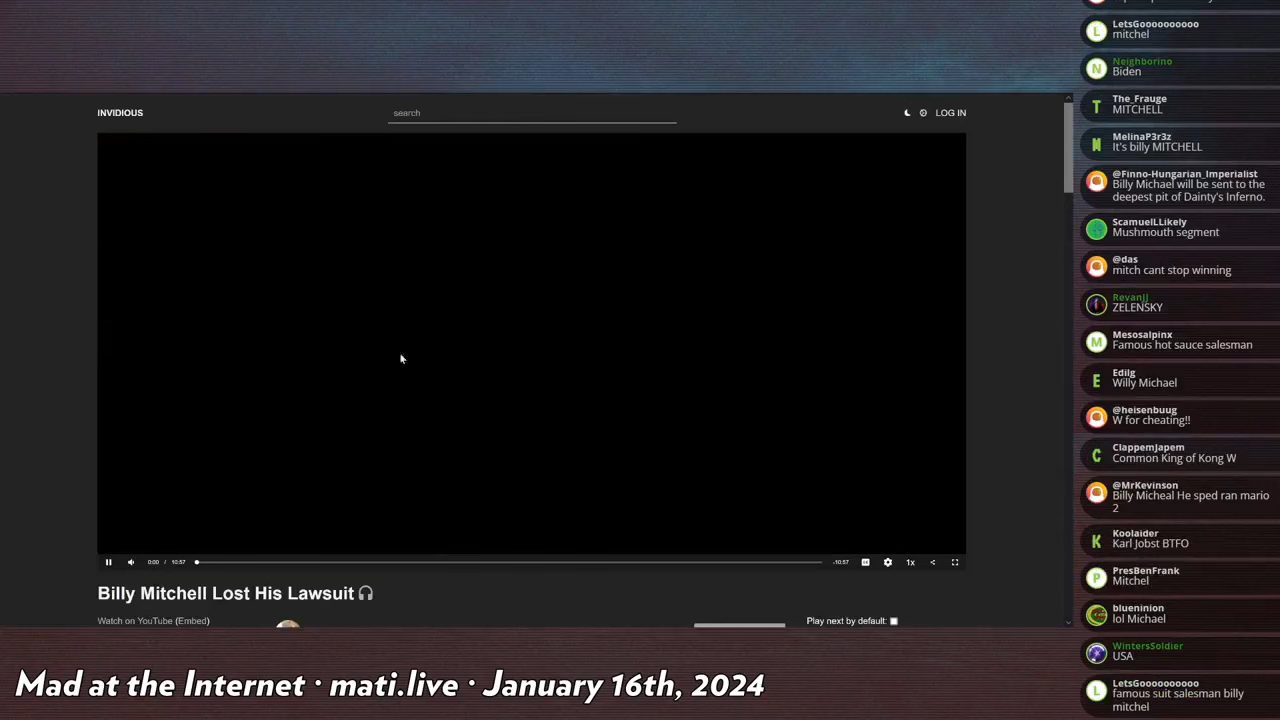 INVIDIOUS
search
LOG IN
0:00 / 10:57
-10:57
1x
Billy Mitchell Lost His Lawsuit
Watch on YouTube (Embed)
Play next by default:
Mad at the Internet · mati.live · January 16th, 2024
LetsGoooooooooo
mitchel
N
Neighborino
Biden
T
The_Frauge
MITCHELL
MelinaP3r3z
It's billy MITCHELL
@Finno-Hungarian_Imperialist
Billy Michael will be sent to the
deepest pit of Dainty's Inferno.
ScamuelLLikely
Mushmouth segment
@das
mitch cant stop winning
RevanJJ
ZELENSKY
M
Mesosalpinx
Famous hot sauce salesman
E
Edilg
Willy Michael
@heisenbuug
W for cheating!!
C
ClappemJapem
Common King of Kong W
@MrKevinson
Billy Micheal He sped ran mario
2
K
Koolaider
Karl Jobst BTFO
P
PresBenFrank
Mitchel
blueninion
lol Michael
WintersSoldier
USA
L
LetsGoooooooooo
famous suit salesman billy
mitchel